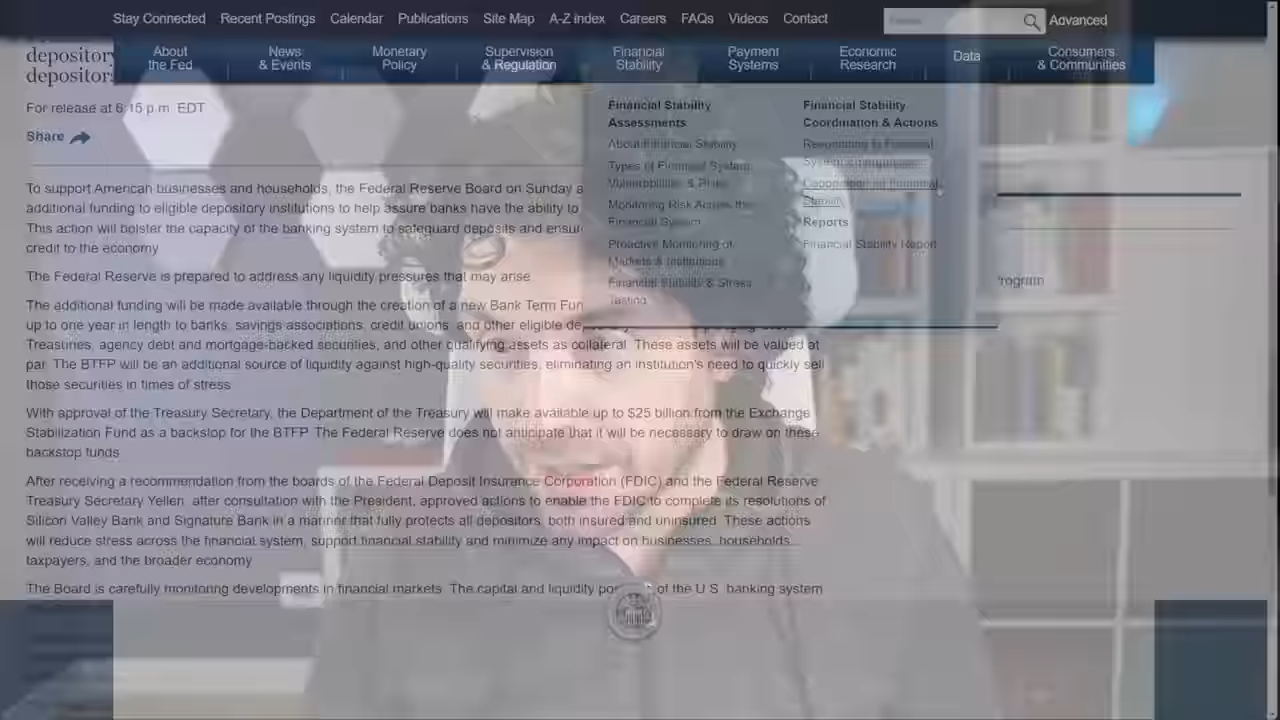 Stay Connected Recent Postings Calendar Publications Site Map A-Z index Careers FAQs Videos Contact Advanced
About the Fed
News & Events
Monetary Policy
Supervision & Regulation
Financial Stability
Payment Systems
Economic Research
Data
Consumers & Communities
depository
depositors
For release at 6:15 p.m. EDT
Share
Financial Stability
Assessments
About Financial Stability
Types of Financial System
Vulnerabilities & Risks
Monitoring Risk Across the
Financial System
Proactive Monitoring of
Markets & Institutions
Financial Stability & Stress
Testing
Financial Stability
Coordination & Actions
Responding to Financial
System Emergencies
Cooperation on Financial
Stability
Reports
Financial Stability Report
rogram
To support American businesses and households, the Federal Reserve Board on Sunday a
additional funding to eligible depository institutions to help assure banks have the ability to
This action will bolster the capacity of the banking system to safeguard deposits and ensur
credit to the economy
The Federal Reserve is prepared to address any liquidity pressures that may arise.
The additional funding will be made available through the creation of a new Bank Term Fun
up to one year in length to banks, savings associations, credit unions, and other eligible de
Treasuries, agency debt and mortgage-backed securities, and other qualifying assets as collateral. These assets will be valued at
par. The BTFP will be an additional source of liquidity against high-quality securities, eliminating an institution's need to quickly sell
those securities in times of stress
With approval of the Treasury Secretary, the Department of the Treasury will make available up to $25 billion from the Exchange
Stabilization Fund as a backstop for the BTFP. The Federal Reserve does not anticipate that it will be necessary to draw on these
backstop funds
After receiving a recommendation from the boards of the Federal Deposit Insurance Corporation (FDIC) and the Federal Reserve
Treasury Secretary Yellen, after consultation with the President, approved actions to enable the FDIC to complete its resolutions of
Silicon Valley Bank and Signature Bank in a manner that fully protects all depositors, both insured and uninsured. These actions
will reduce stress across the financial system, support financial stability and minimize any impact on businesses, households,
taxpayers, and the broader economy
The Board is carefully monitoring developments in financial markets. The capital and liquidity po of the U.S. banking system